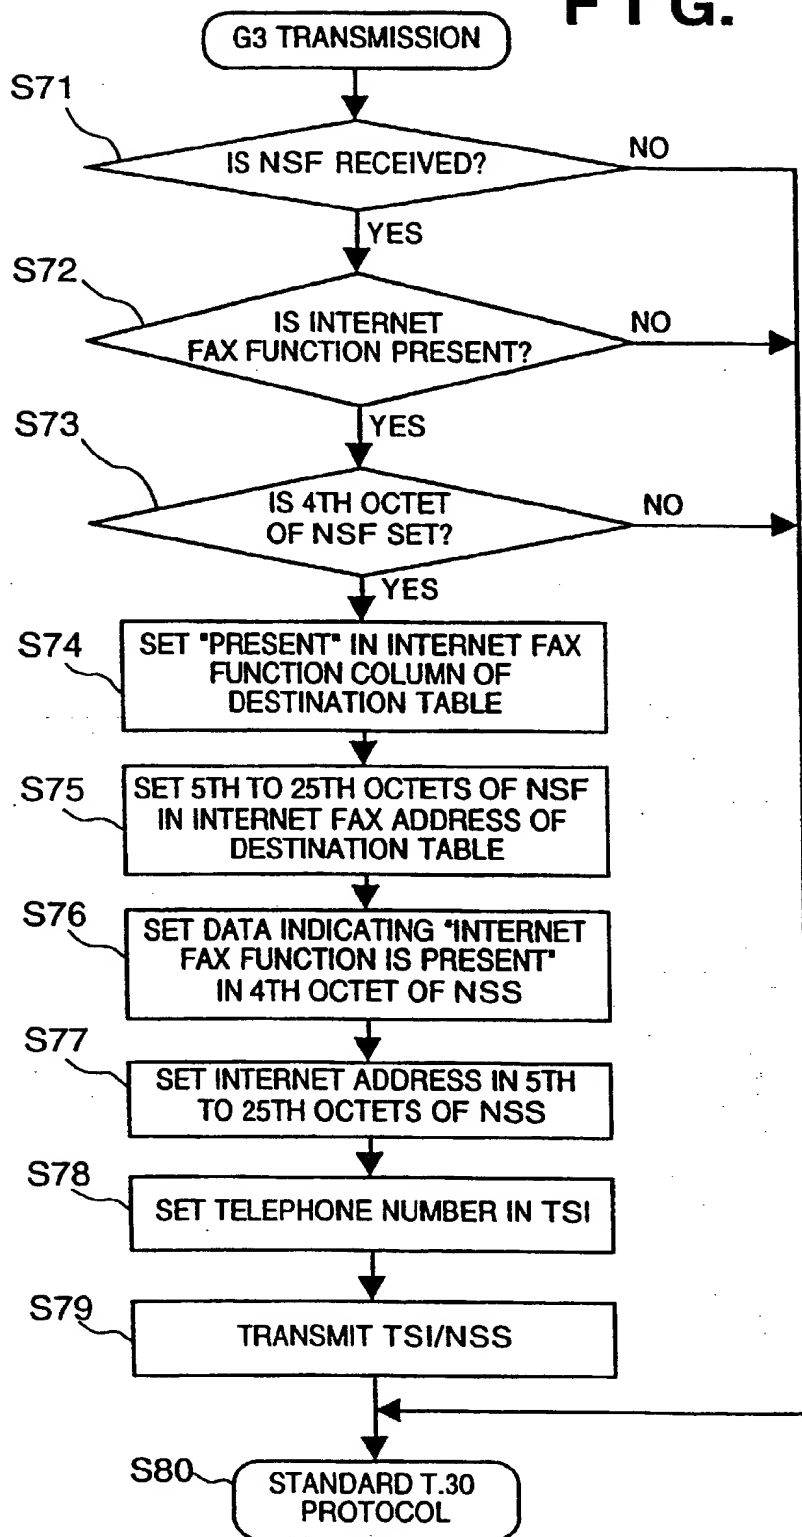 FIG.
G3 TRANSMISSION
S71
IS NSF RECEIVED?
NO
YES
S72
IS INTERNET
FAX FUNCTION PRESENT?
NO
YES
S73
IS 4TH OCTET
OF NSF SET?
NO
YES
S74
SET "PRESENT" IN INTERNET FAX
FUNCTION COLUMN OF
DESTINATION TABLE
S75
SET 5TH TO 25TH OCTETS OF NSF
IN INTERNET FAX ADDRESS OF
DESTINATION TABLE
S76
SET DATA INDICATING "INTERNET
FAX FUNCTION IS PRESENT"
IN 4TH OCTET OF NSS
S77
SET INTERNET ADDRESS IN 5TH
TO 25TH OCTETS OF NSS
S78
SET TELEPHONE NUMBER IN TSI
S79
TRANSMIT TSI/NSS
S80
STANDARD T.30
PROTOCOL